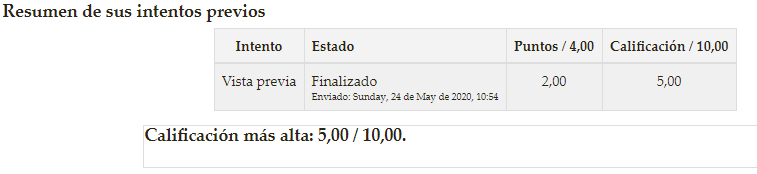 Resumen de sus intentos previos
Intento Estado Puntos / 4,00 Calificación / 10,00
Vista previa Finalizado 2,00 5,00
Enviado: Sunday, 24 de May de 2020, 10:54
Calificación más alta: 5,00 / 10,00.